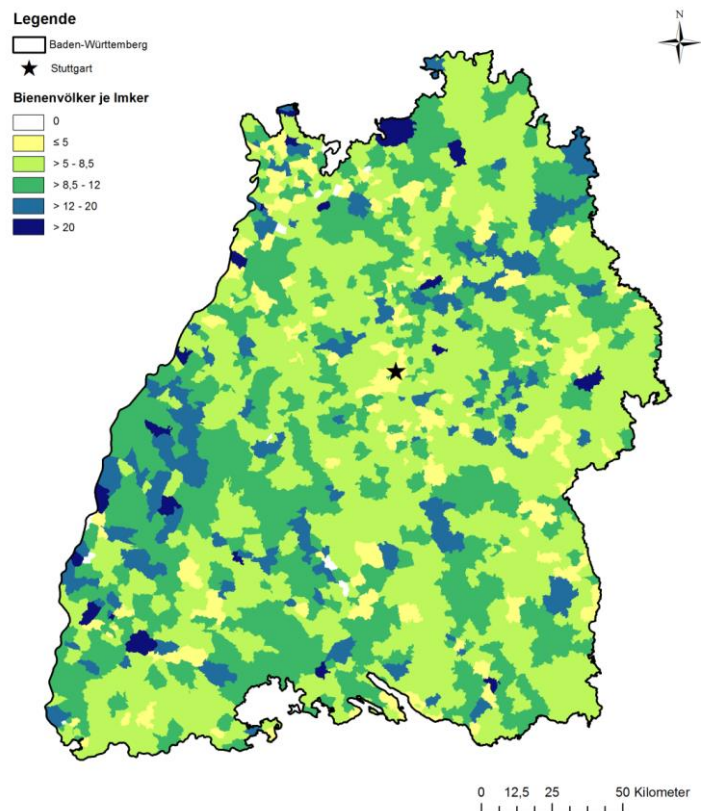 Legende
Baden-Württemberg
Stuttgart
Bienenvölker je Imker
0
≤ 5
> 5 - 8,5
> 8,5 - 12
> 12 - 20
> 20
N
0 12,5 25 50 Kilometer